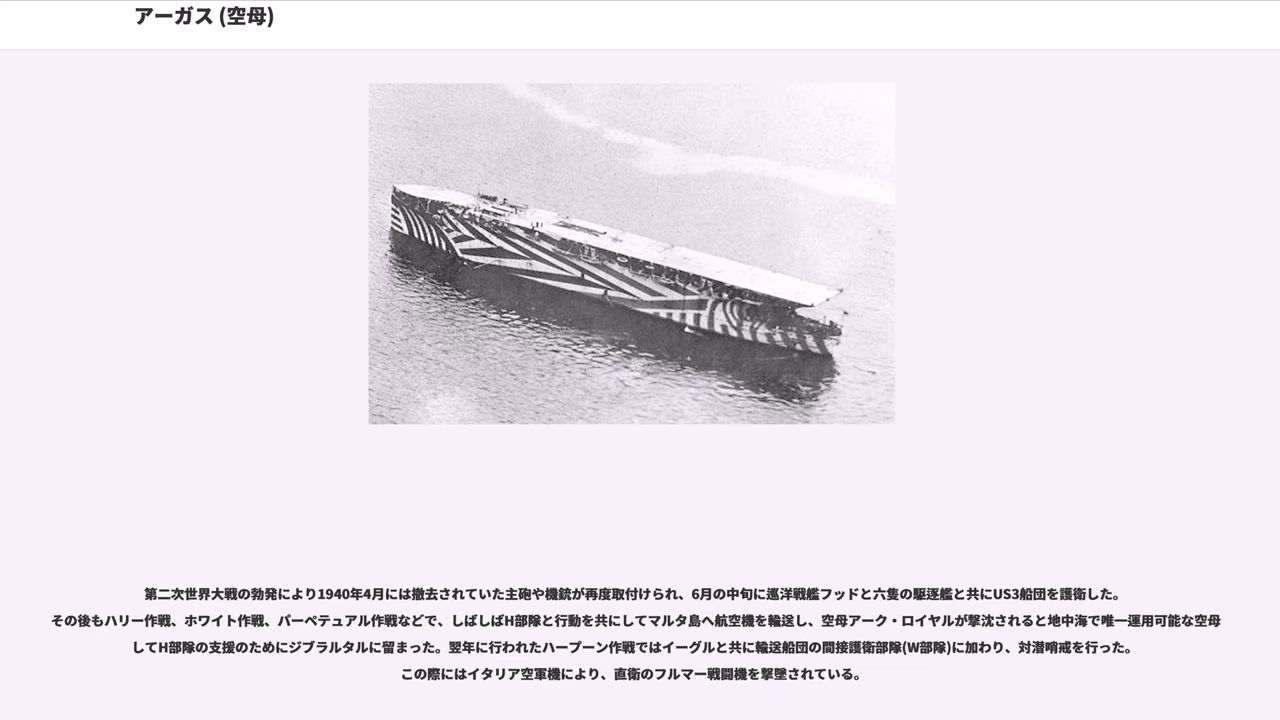 アーガス (空母)
第二次世界大戦の勃発により1940年4月には撤去されていた主砲や機銃が再度取付けられ、6月の中旬に巡洋戦艦フッドと六隻の駆逐艦と共にUS3船団を護衛した。
その後もハリー作戦、ホワイト作戦、パーペテュアル作戦などで、しばしばH部隊と行動を共にしてマルタ島へ航空機を輸送し、空母アーク・ロイヤルが撃沈されると地中海で唯一運用可能な空母
してH部隊の支援のためにジブラルタルに留まった。翌年に行われたハープーン作戦ではイーグルと共に輸送船団の間接護衛部隊(W部隊)に加わり、対潜哨戒を行った。
この際にはイタリア空軍機により、直衛のフルマー戦闘機を撃墜されている。